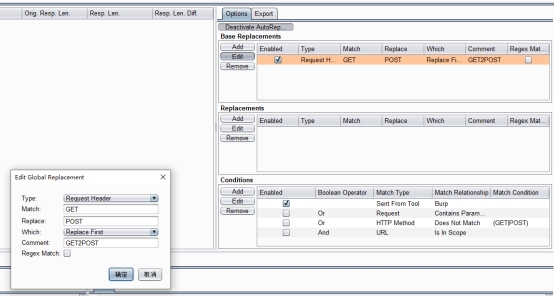 Orig. Resp. Len. Resp. Len. Resp. Len. Diff.
Options Export
Deactivate AutoRep...
Base Replacements
Add Enabled Type Match Replace Which Comment Regex Mat...
Edit Request H... GET POST Replace Fi... GET2POST
Remove
Replacements
Add Enabled Type Match Replace Which Comment Regex Mat...
Edit
Remove
Conditions
Add Enabled Boolean Operator Match Type Match Relationship Match Condition
Edit Sent From Tool Burp
Remove Or Request Contains Param...
Or HTTP Method Does Not Match (GET|POST)
And URL Is In Scope
Edit Global Replacement
Type: Request Header
Match: GET
Replace: POST
Which: Replace First
Comment: GET2POST
Regex Match:
确定 取消